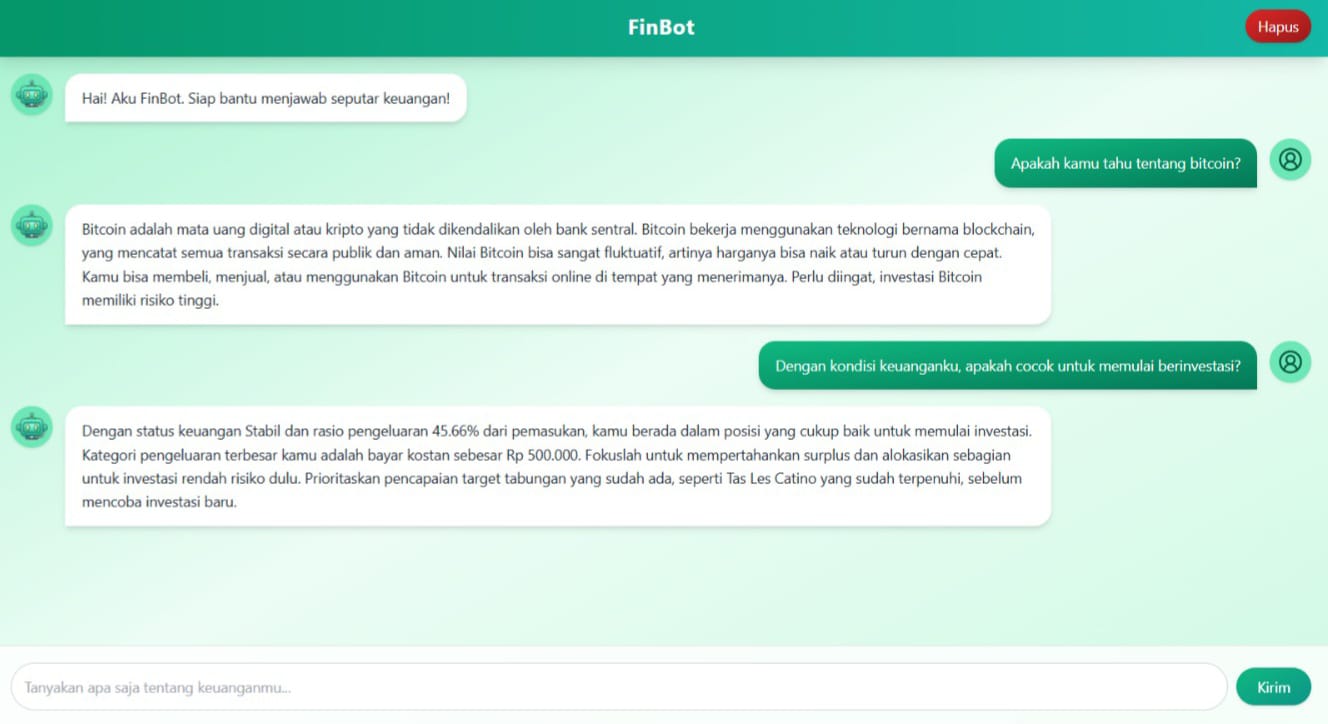 FinBot
Hapus
Hai! Aku FinBot. Siap bantu menjawab seputar keuangan!
Apakah kamu tahu tentang bitcoin?
Bitcoin adalah mata uang digital atau kripto yang tidak dikendalikan oleh bank sentral. Bitcoin bekerja menggunakan teknologi bernama blockchain,
yang mencatat semua transaksi secara publik dan aman. Nilai Bitcoin bisa sangat fluktuatif, artinya harganya bisa naik atau turun dengan cepat.
Kamu bisa membeli, menjual, atau menggunakan Bitcoin untuk transaksi online di tempat yang menerimanya. Perlu diingat, investasi Bitcoin
memiliki risiko tinggi.
Dengan kondisi keuanganku, apakah cocok untuk memulai berinvestasi?
Dengan status keuangan Stabil dan rasio pengeluaran 45.66% dari pemasukan, kamu berada dalam posisi yang cukup baik untuk memulai investasi.
Kategori pengeluaran terbesar kamu adalah bayar kostan sebesar Rp 500.000. Fokuslah untuk mempertahankan surplus dan alokasikan sebagian
untuk investasi rendah risiko dulu. Prioritaskan pencapaian target tabungan yang sudah ada, seperti Tas Les Catino yang sudah terpenuhi, sebelum
mencoba investasi baru.
Tanyakan apa saja tentang keuanganmu...
Kirim